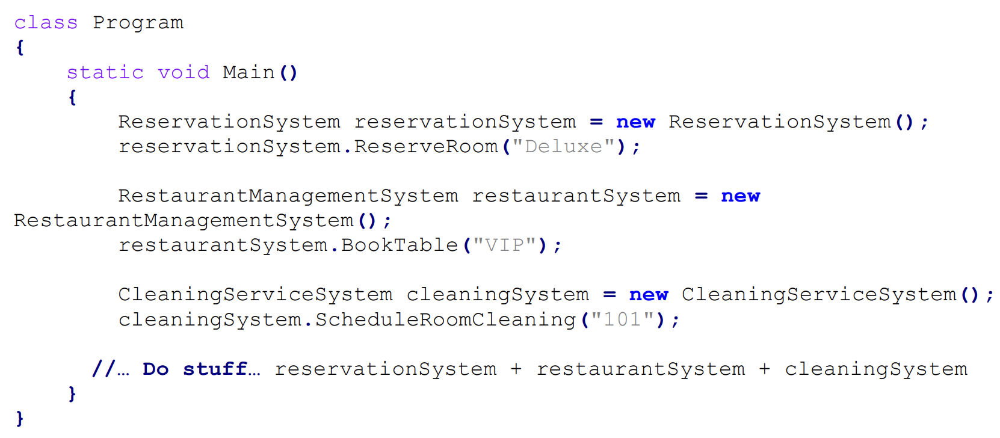 class Program
{
    static void Main()
    {
        ReservationSystem reservationSystem = new ReservationSystem();
        reservationSystem.ReserveRoom("Deluxe");

        RestaurantManagementSystem restaurantSystem = new
RestaurantManagementSystem();
        restaurantSystem.BookTable("VIP");

        CleaningServiceSystem cleaningSystem = new CleaningServiceSystem();
        cleaningSystem.ScheduleRoomCleaning("101");

      //… Do stuff… reservationSystem + restaurantSystem + cleaningSystem
    }
}